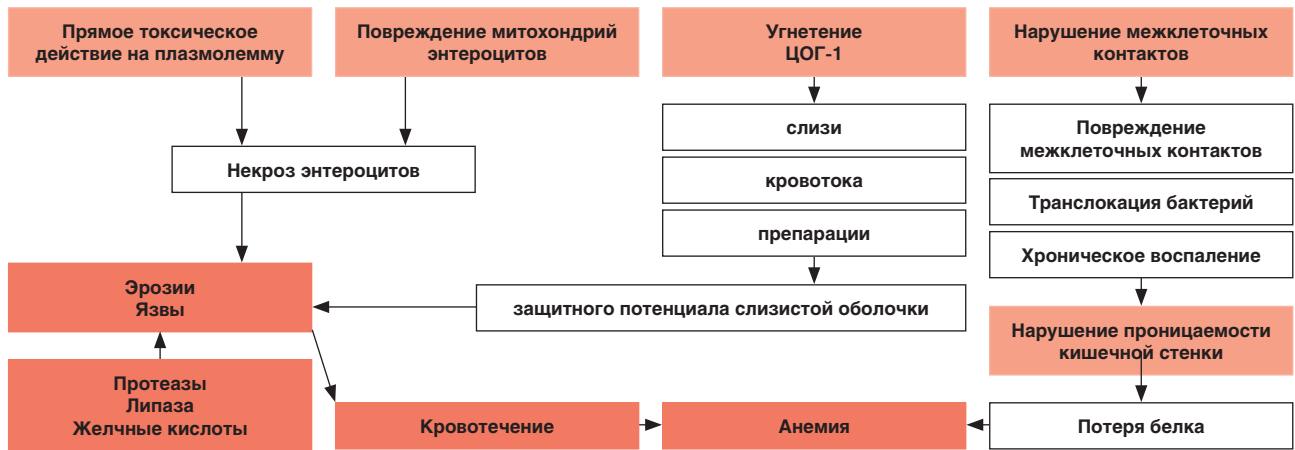 Прямое токсическое
действие на плазмолемму
Повреждение митохондрий
энтероцитов
Угнетение
ЦОГ-1
Нарушение межклеточных
контактов
слизи
Повреждение
межклеточных контактов
Некроз энтероцитов
кровотока
Транслокация бактерий
препарации
Хроническое воспаление
Эрозии
Язвы
защитного потенциала слизистой оболочки
Нарушение проницаемости
кишечной стенки
Протеазы
Липаза
Желчные кислоты
Кровотечение
Анемия
Потеря белка